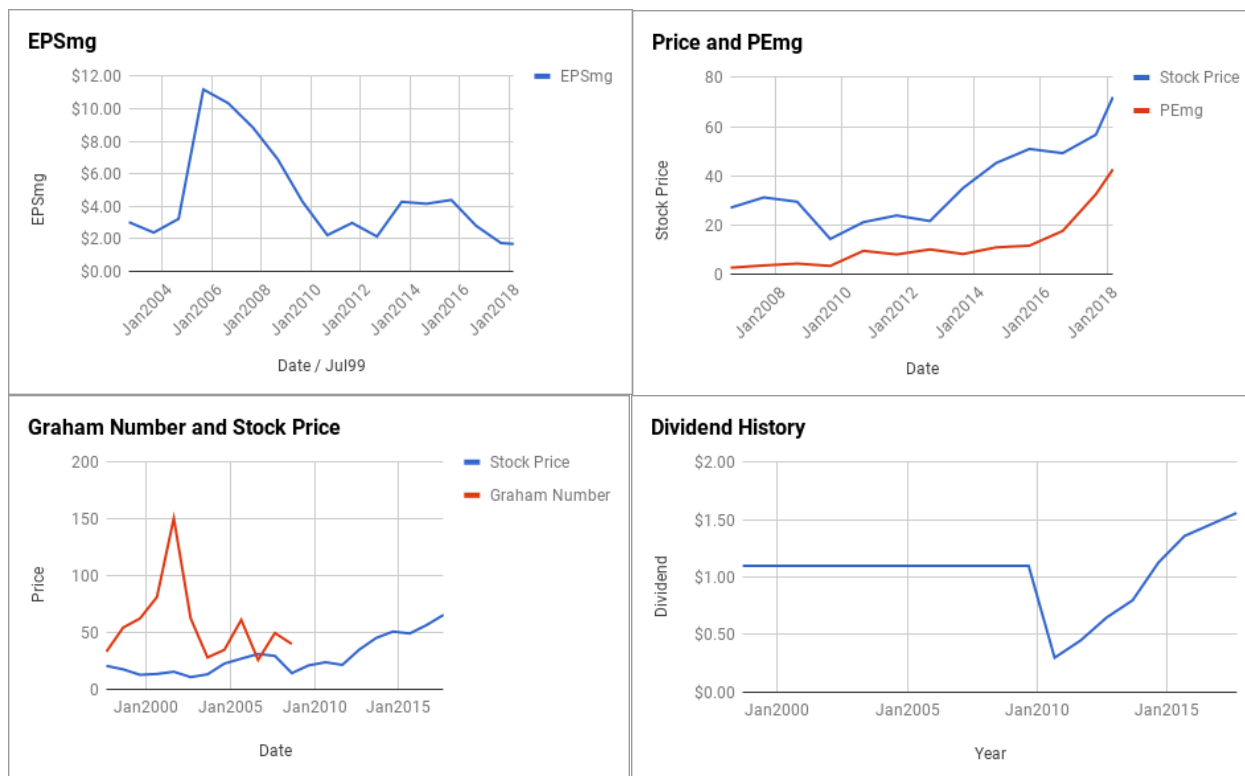 EPSmg
EPSmg
$12.00
$10.00
$8.00
$6.00
$4.00
$2.00
$0.00
EPSmg
Jan2004
Jan2006
Jan2008
Jan2010
Jan2012
Jan2014
Jan2016
Jan2018
Date / Jul99
Price and PEmg
Stock Price
PEmg
80
60
40
20
0
Stock Price
Jan2008
Jan2010
Jan2012
Jan2014
Jan2016
Jan2018
Date
Graham Number and Stock Price
Stock Price
Graham Number
200
150
100
50
0
Price
Jan2000 Jan2005 Jan2010 Jan2015
Date
Dividend History
$2.00
$1.50
$1.00
$0.50
$0.00
Dividend
Jan2000 Jan2005 Jan2010 Jan2015
Year